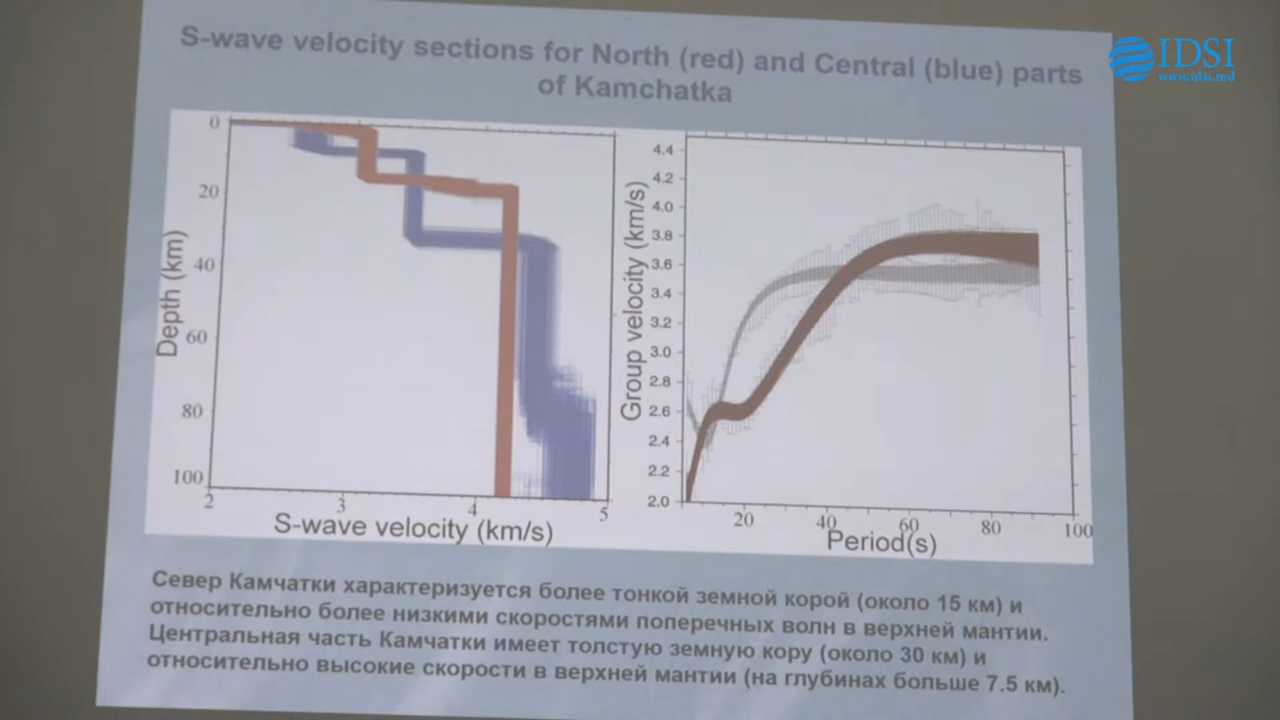 S-wave velocity sections for North (red) and Central (blue) parts
of Kamchatka
IDSI
www.idsi.md
0
20
40
60
80
100
Depth (km)
2
3
4
5
S-wave velocity (km/s)
4.4
4.2
4.0
3.8
3.6
3.4
3.2
3.0
2.8
2.6
2.4
2.2
2.0
Group velocity (km/s)
20
40
60
80
100
Period(s)
Север Камчатки характеризуется более тонкой земной корой (около 15 км) и
относительно более низкими скоростями поперечных волн в верхней мантии.
Центральная часть Камчатки имеет толстую земную кору (около 30 км) и
относительно высокие скорости в верхней мантии (на глубинах больше 7.5 км).